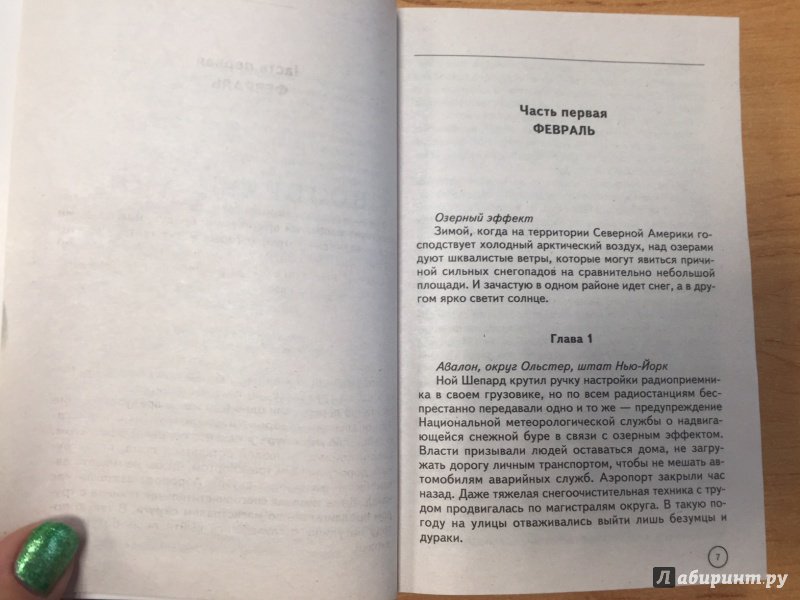 Часть первая
ФЕВРАЛЬ
Озерный эффект
Зимой, когда на территории Северной Америки го-
сподствует холодный арктический воздух, над озерами
дуют шквалистые ветры, которые могут явиться причи-
ной сильных снегопадов на сравнительно небольшой
площади. И зачастую в одном районе идет снег, а в дру-
гом ярко светит солнце.
Глава 1
Авалон, округ Ольстер, штат Нью-Йорк
Ной Шепард крутил ручку настройки радиоприемни-
ка в своем грузовике, но по всем радиостанциям бес-
престанно передавали одно и то же — предупреждение
Национальной метеорологической службы о надвига-
ющейся снежной буре в связи с озерным эффектом.
Власти призывали людей оставаться дома, не загру-
жать дорогу личным транспортом, чтобы не мешать ав-
томобилям аварийных служб. Аэропорт закрыли час
назад. Даже тяжелая снегоочистительная техника с тру-
дом продвигалась по магистралям округа. В такую по-
году на улицы отваживались выйти лишь безумцы и
дураки.
7
Лабиринт.ру